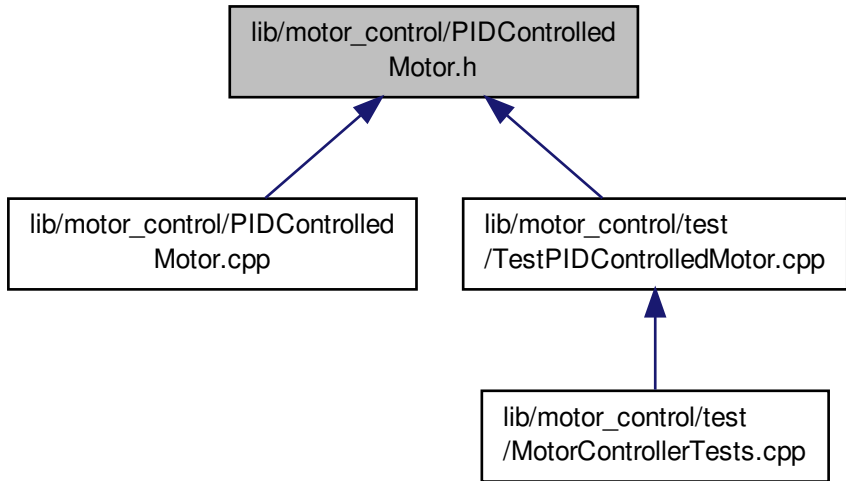 lib/motor_control/PIDControlled
Motor.h
lib/motor_control/PIDControlled
Motor.cpp
lib/motor_control/test
/TestPIDControlledMotor.cpp
lib/motor_control/test
/MotorControllerTests.cpp